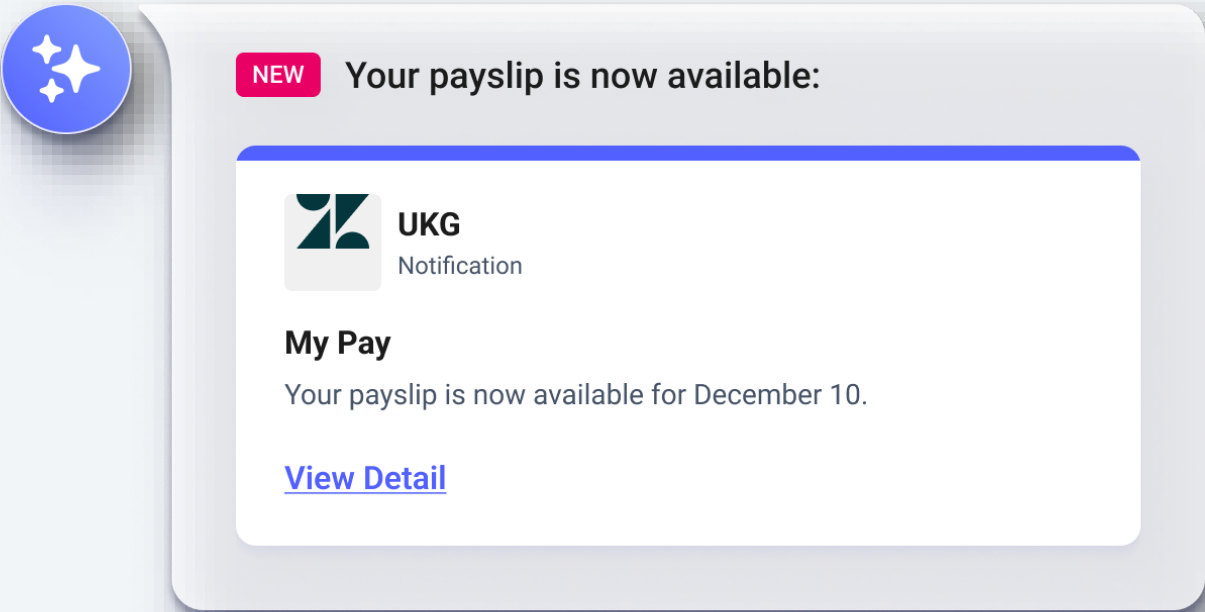 NEW Your payslip is now available:
UKG
Notification
My Pay
Your payslip is now available for December 10.
View Detail